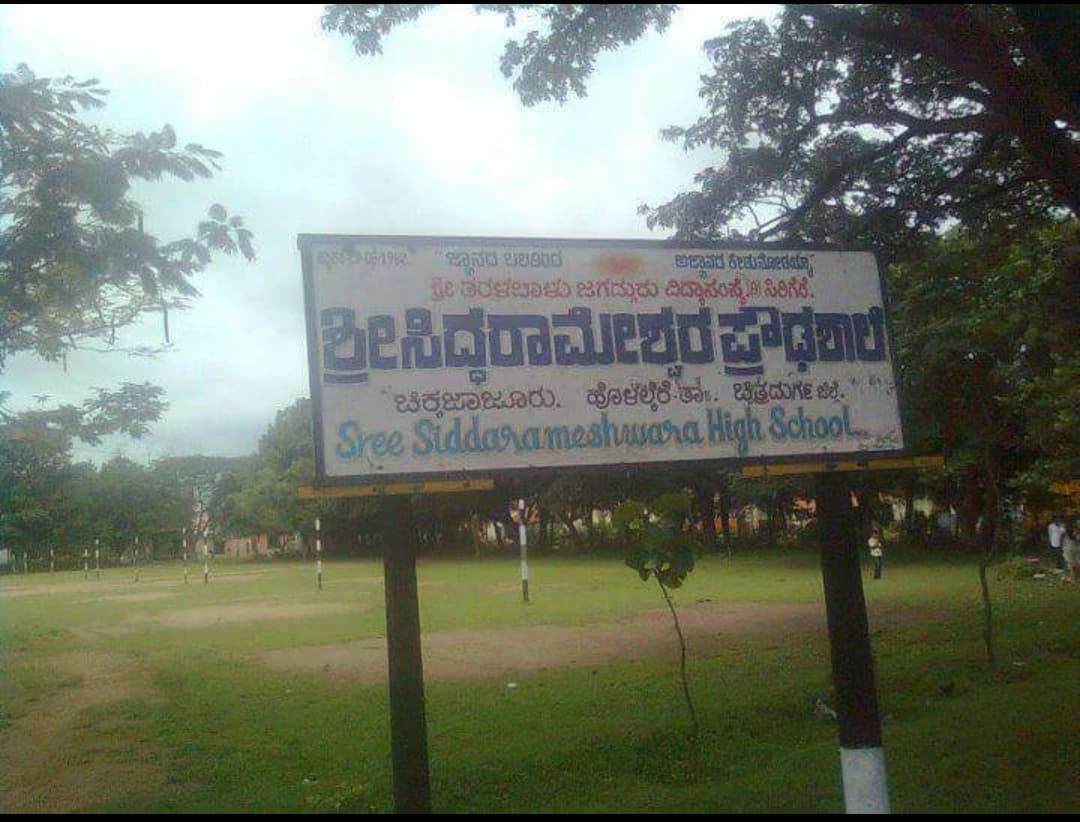 "ಜ್ಞಾನದ ಬಲದಿಂದ ಅಜ್ಞಾನದ ಕೇಡುನೋಡಯ್ಯ"
ಶ್ರೀ ತರಳಬಾಳು ಜಗದ್ಗುರು ವಿದ್ಯಾಸಂಸ್ಥೆ(ರಿ) ಸಿರಿಗೆರೆ.
ಶ್ರೀಸಿದ್ಧರಾಮೇಶ್ವರ ಪ್ರೌಢಶಾಲೆ
ಚಿಕ್ಕಜಾಜೂರು. ಹೊಳಲ್ಕೆರೆ-ತಾ॥. ಚಿತ್ರದುರ್ಗ ಜಿಲ್ಲೆ.
Sree Siddarameshwara High School